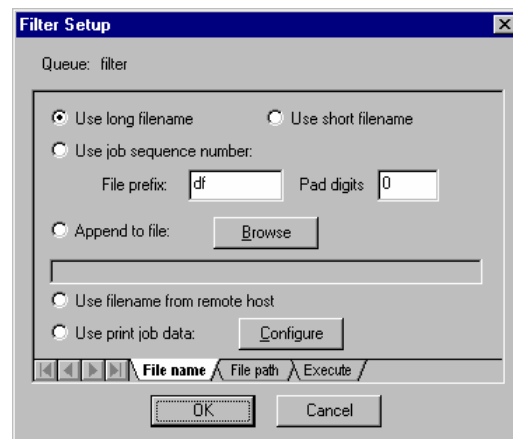 Filter Setup
Queue: filter
Use long filename
Use short filename
Use job sequence number:
File prefix: df Pad digits 0
Append to file: Browse
Use filename from remote host
Use print job data: Configure
File name File path Execute
OK Cancel